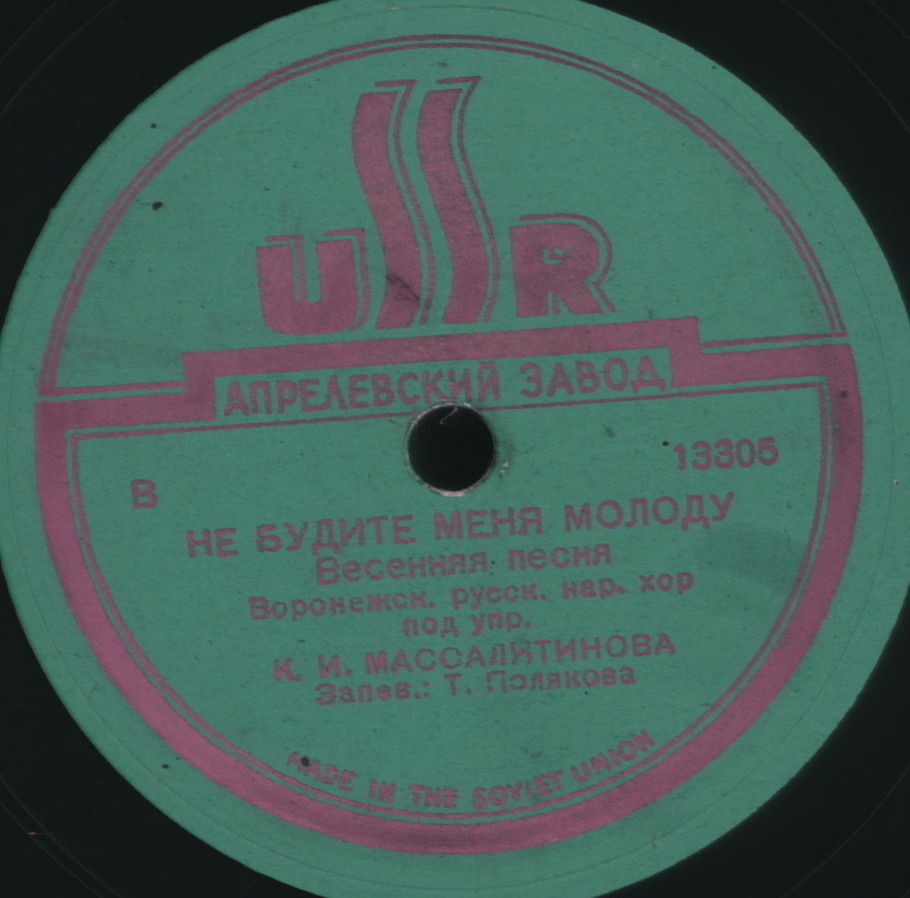 USSR
АПРЕЛЕВСКИЙ ЗАВОД
В 13305
НЕ БУДИТЕ МЕНЯ МОЛОДУ
Весенняя песня
Воронежск. русск. нар. хор
под упр.
К. И. МАССАЛИТИНОВА
Запев.: Т. Полякова
MADE IN THE SOVIET UNION